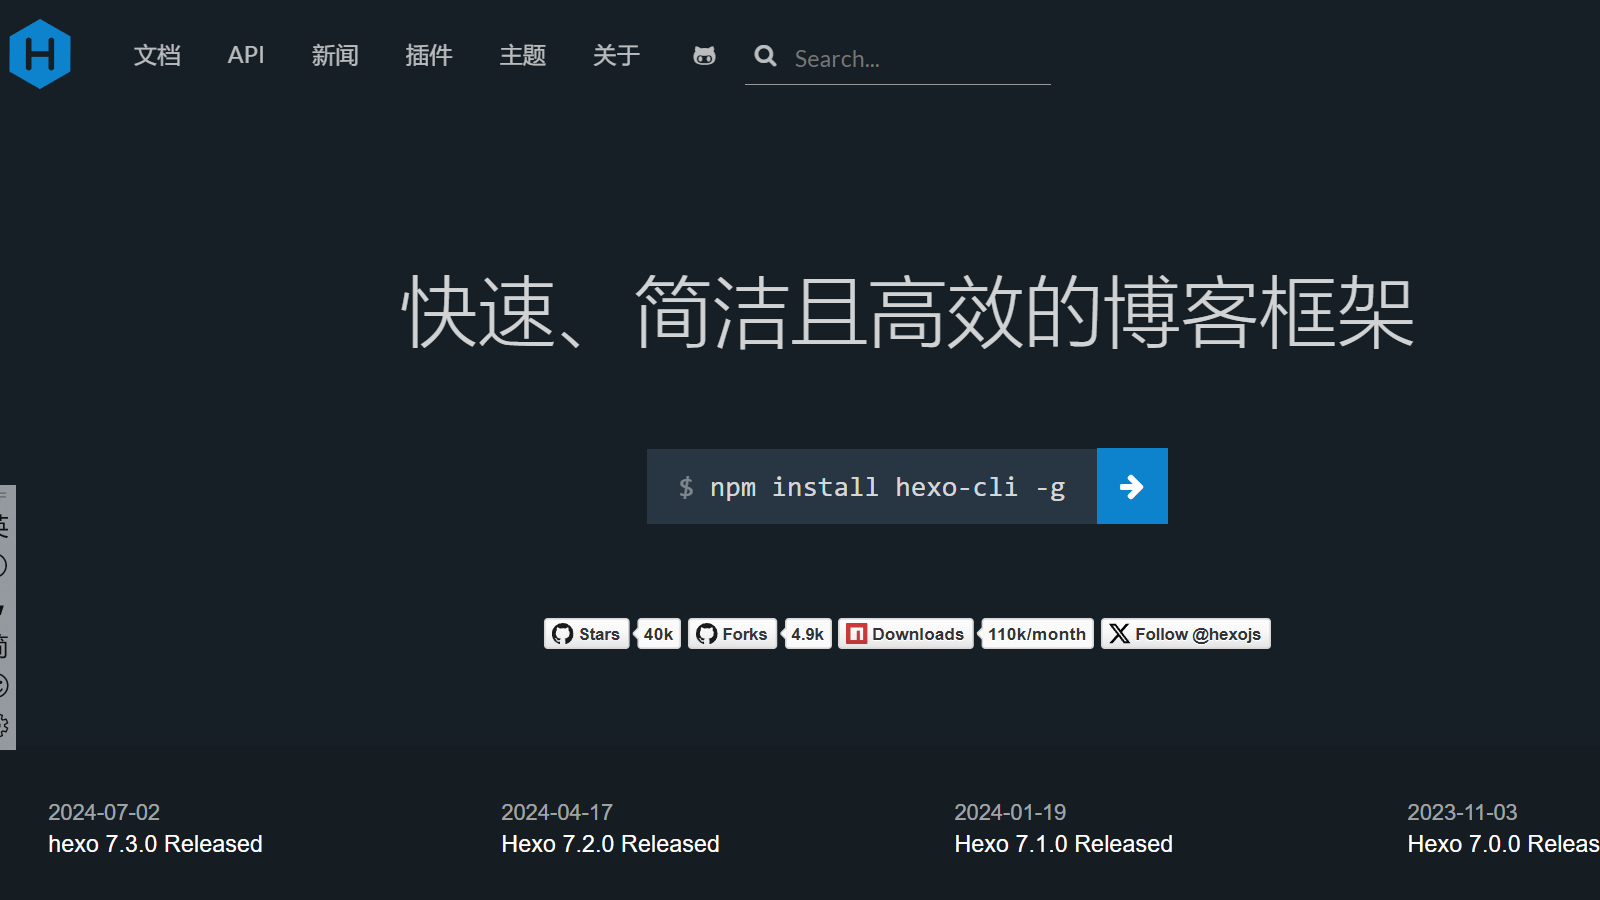 文档 API 新闻 插件 主题 关于 Search...
快速、简洁且高效的博客框架
$ npm install hexo-cli -g
Stars 40k Forks 4.9k Downloads 110k/month Follow @hexojs
英
简
2024-07-02 2024-04-17 2024-01-19 2023-11-03
hexo 7.3.0 Released Hexo 7.2.0 Released Hexo 7.1.0 Released Hexo 7.0.0 Releas